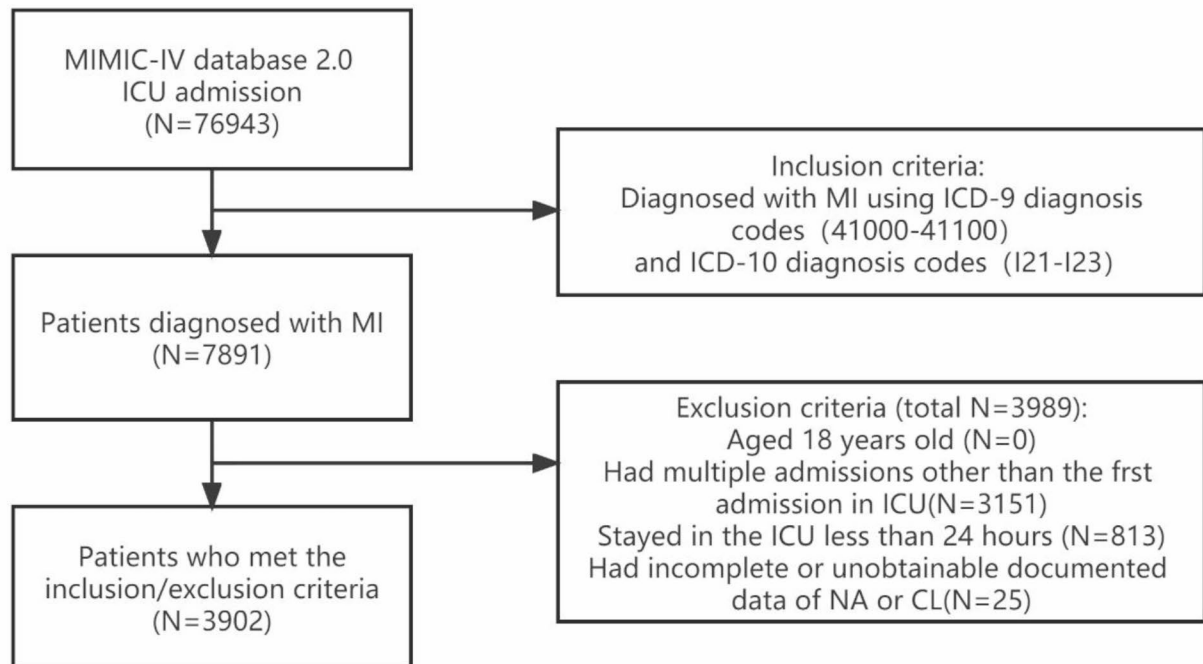 MIMIC-IV database 2.0
ICU admission
(N=76943)
Inclusion criteria:
Diagnosed with MI using ICD-9 diagnosis
codes  (41000-41100)
and ICD-10 diagnosis codes  (I21-I23)
Patients diagnosed with MI
(N=7891)
Exclusion criteria (total N=3989):
Aged 18 years old (N=0)
Had multiple admissions other than the frst
admission in ICU(N=3151)
Stayed in the ICU less than 24 hours (N=813)
Had incomplete or unobtainable documented
data of NA or CL(N=25)
Patients who met the
inclusion/exclusion criteria
(N=3902)